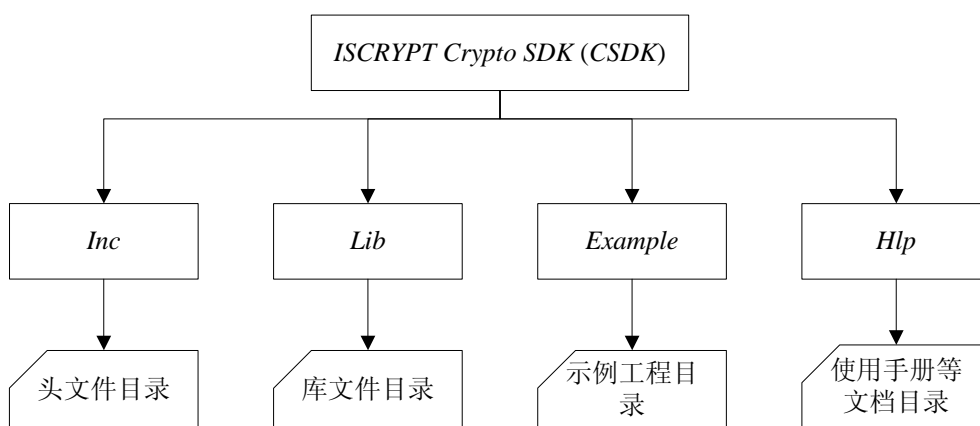 ISCRYPT Crypto SDK (CSDK)
Inc
Lib
Example
Hlp
头文件目录
库文件目录
示例工程目
录
使用手册等
文档目录